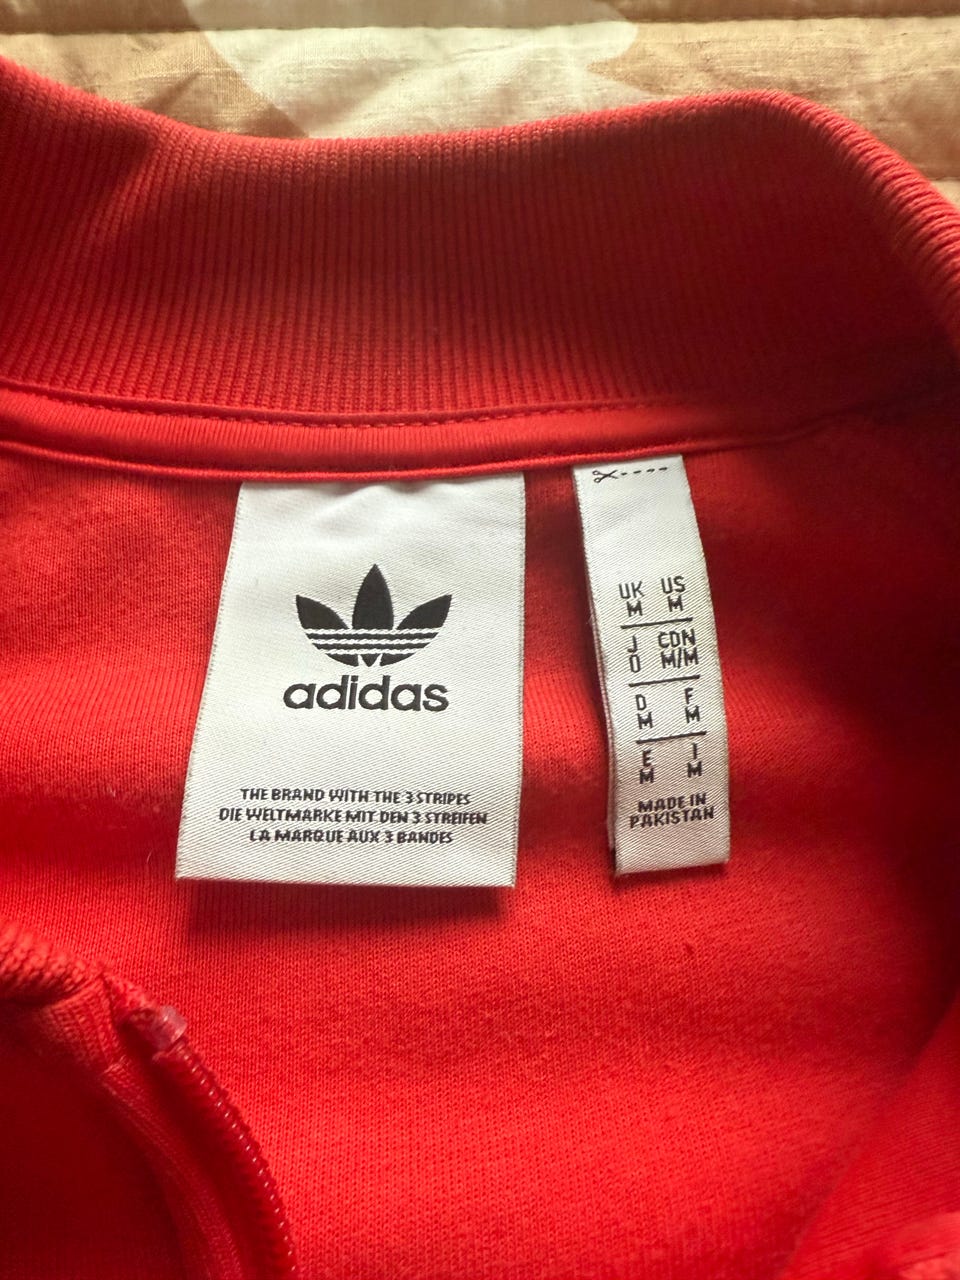 adidas
THE BRAND WITH THE 3 STRIPES
DIE WELTMARKE MIT DEN 3 STREIFEN
LA MARQUE AUX 3 BANDES
UK US
M M
J CDN
O M/M
D F
M M
E I
M M
MADE IN
PAKISTAN